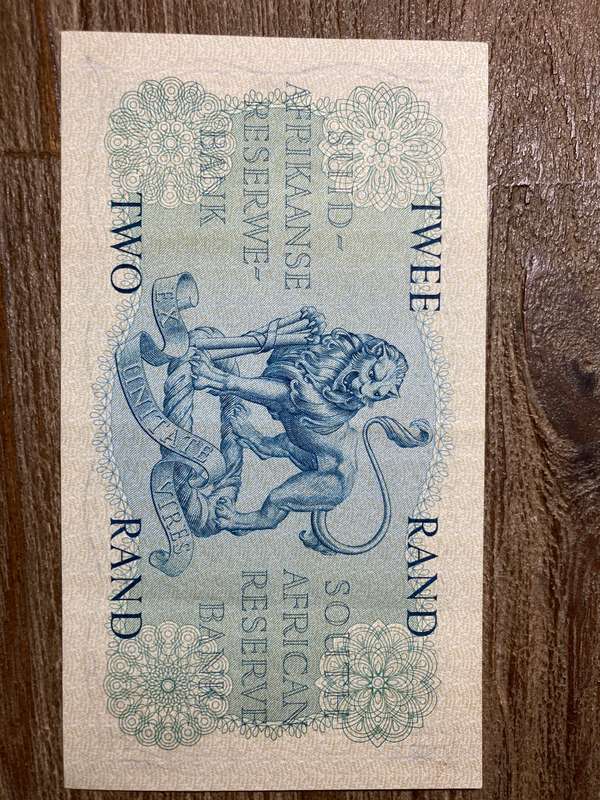 TWEE RAND
SUID-
AFRIKAANSE
RESERWE-
BANK
SOUTH
AFRICAN
RESERVE
BANK
EX UNITATE VIRES
TWO RAND